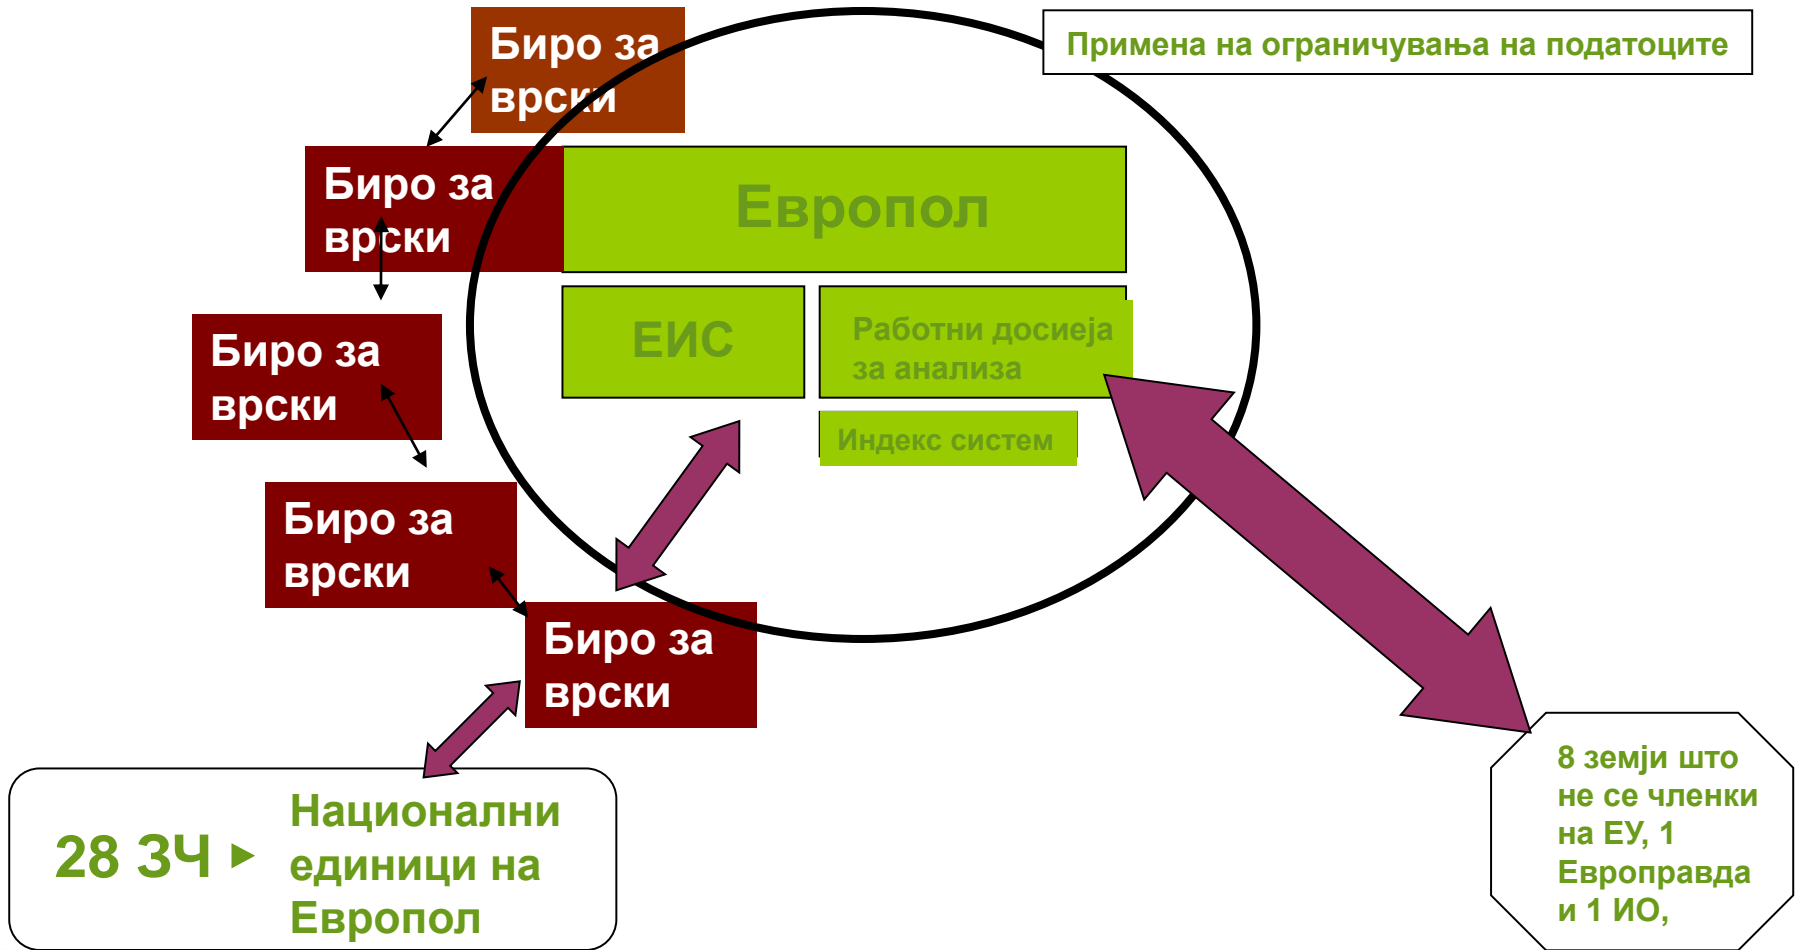 Биро за
врски
Примена на ограничувања на податоците
Биро за
врски
Европол
Биро за
врски
ЕИС
Работни досиеја
за анализа
Индекс систем
Биро за
врски
Биро за
врски
28 ЗЧ ►
Национални
единици на
Европол
8 земји што
не се членки
на ЕУ, 1
Европравда
и 1 ИО,